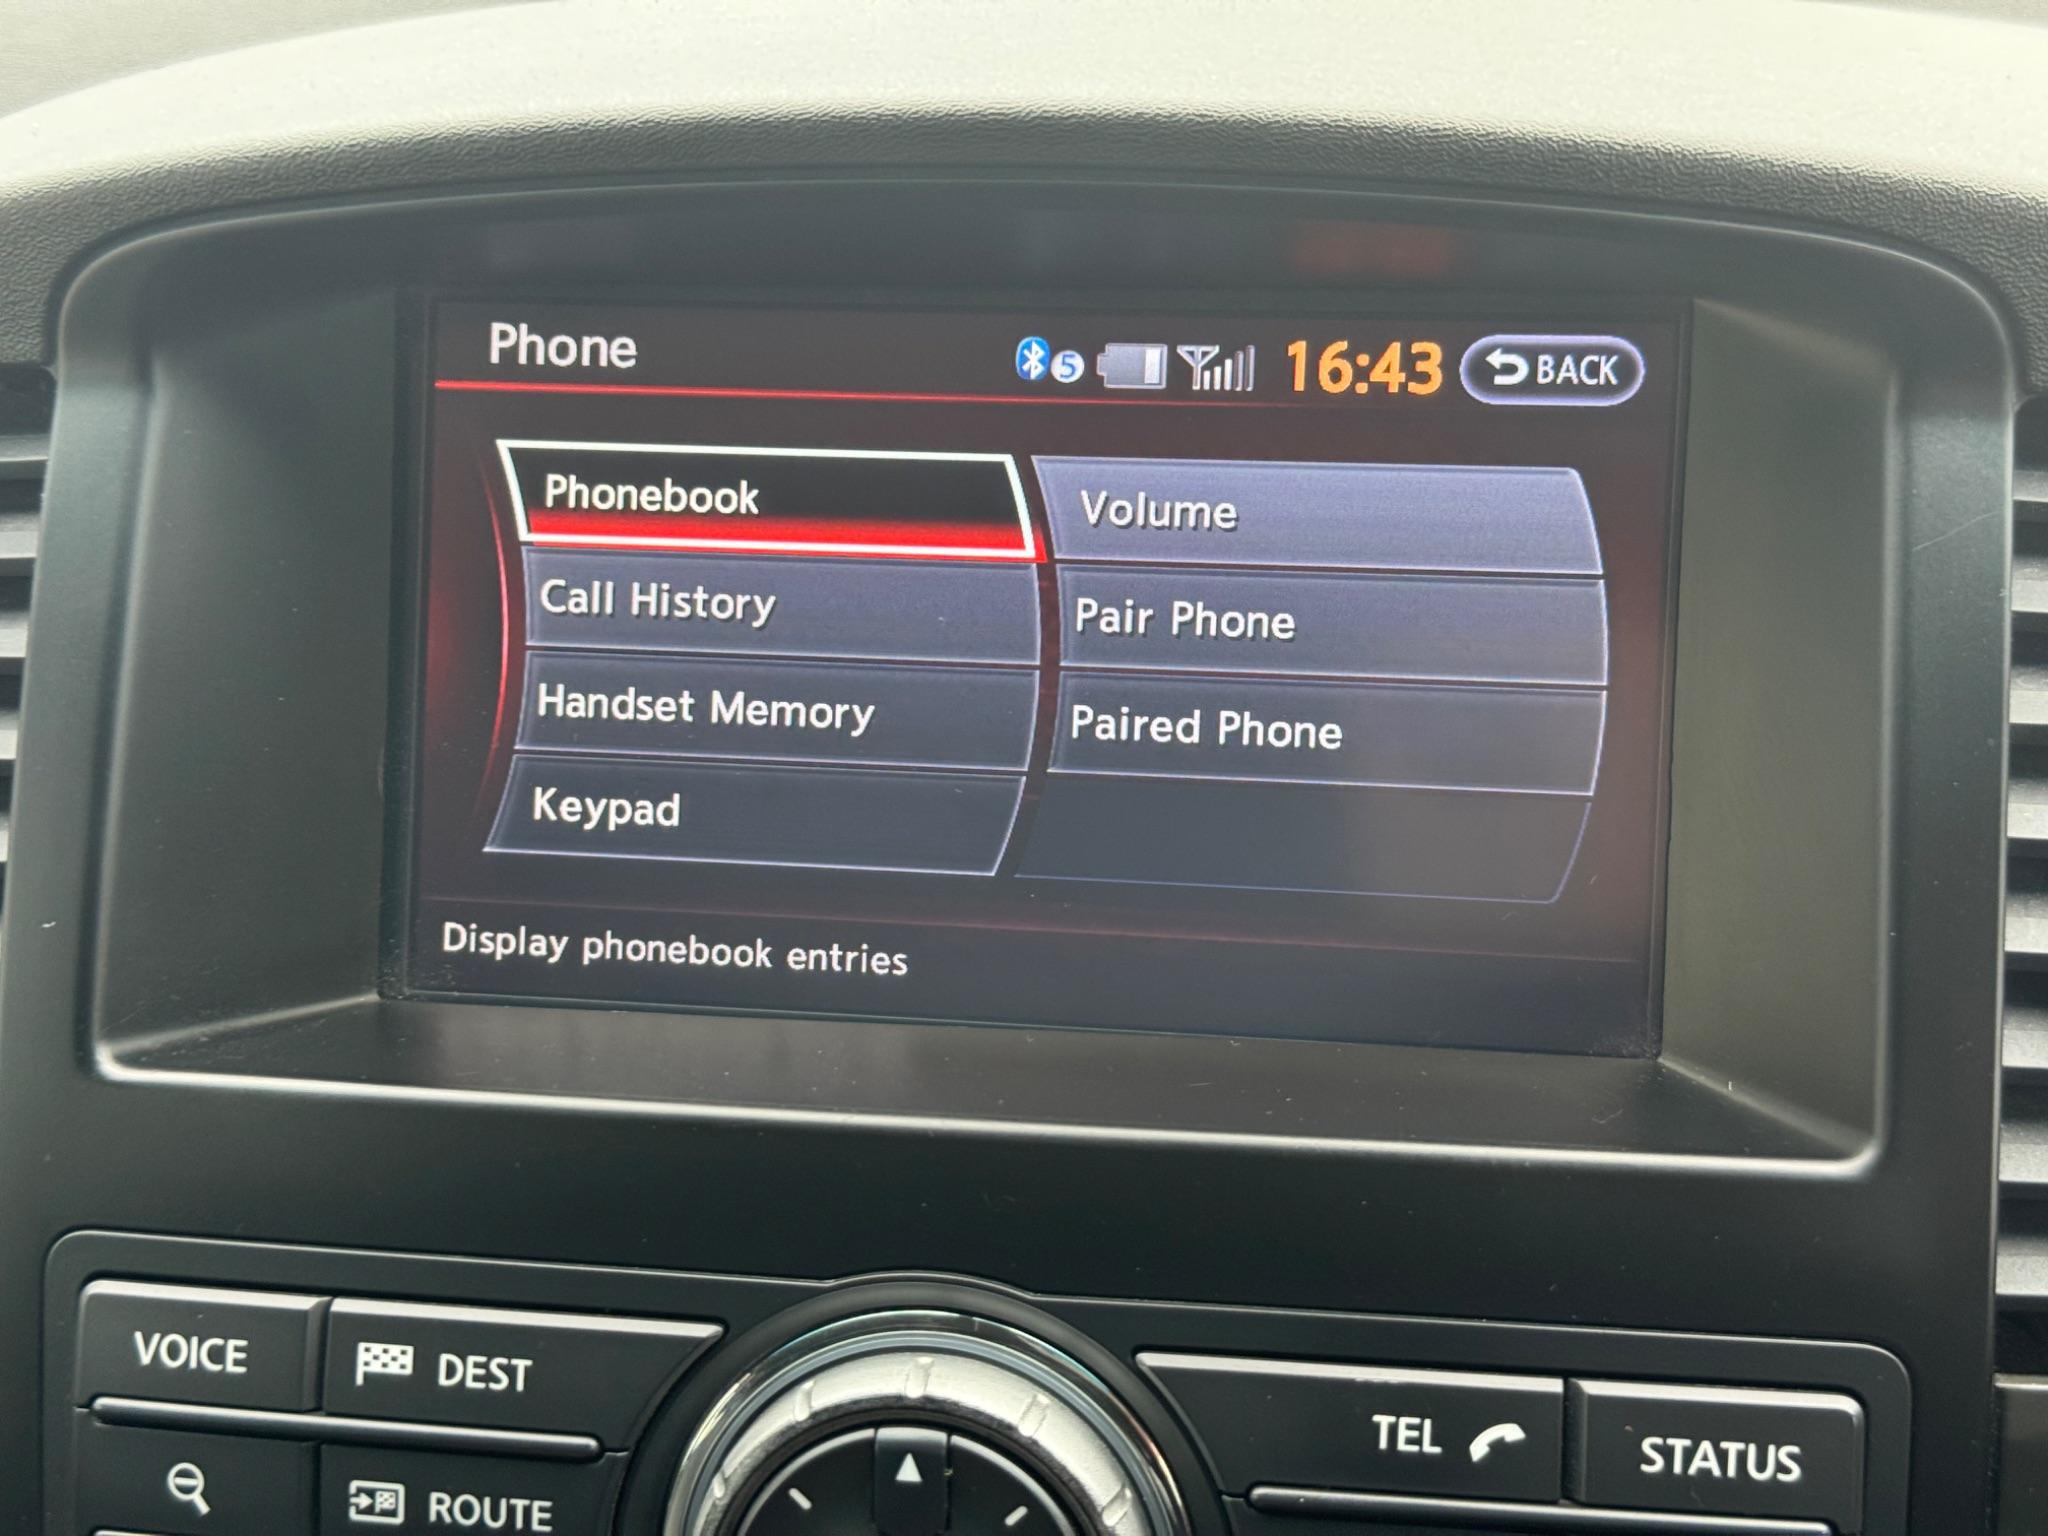 Phone
5
16:43
BACK
Phonebook
Volume
Call History
Pair Phone
Handset Memory
Paired Phone
Keypad
Display phonebook entries
VOICE
DEST
TEL
STATUS
ROUTE